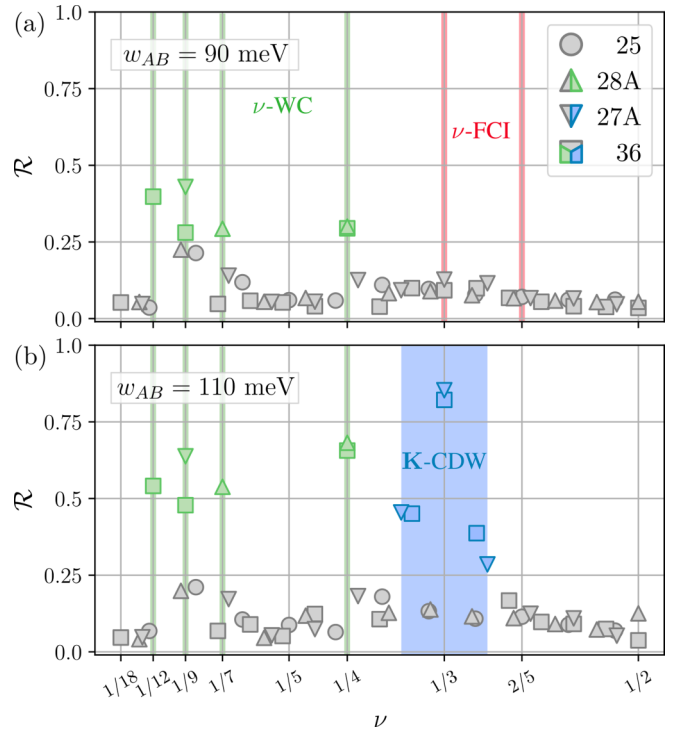 (a)
w_AB = 90 meV
ν-WC
ν-FCI
25
28A
27A
36
1.0
0.75
0.5
0.25
0.0
R
(b)
w_AB = 110 meV
K-CDW
1.0
0.75
0.5
0.25
0.0
R
1/18
1/12
1/9
1/7
1/5
1/4
1/3
2/5
1/2
ν